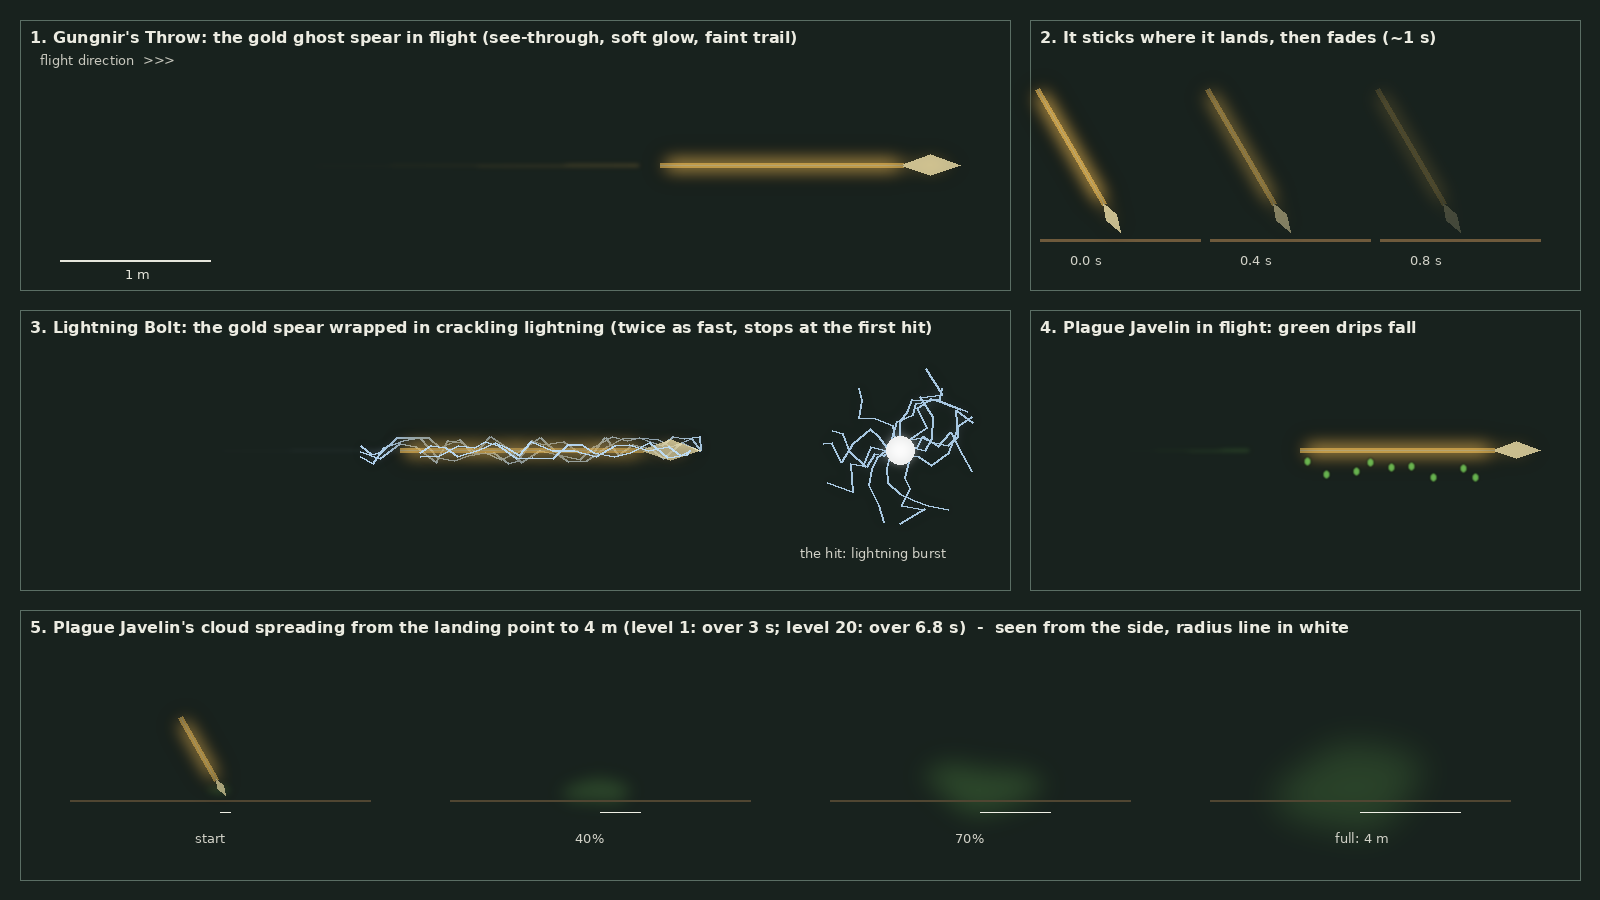 1. Gungnir's Throw: the gold ghost spear in flight (see-through, soft glow, faint trail)
flight direction >>>
1 m
2. It sticks where it lands, then fades (~1 s)
0.0 s
0.4 s
0.8 s
3. Lightning Bolt: the gold spear wrapped in crackling lightning (twice as fast, stops at the first hit)
the hit: lightning burst
4. Plague Javelin in flight: green drips fall
5. Plague Javelin's cloud spreading from the landing point to 4 m (level 1: over 3 s; level 20: over 6.8 s) - seen from the side, radius line in white
start
40%
70%
full: 4 m